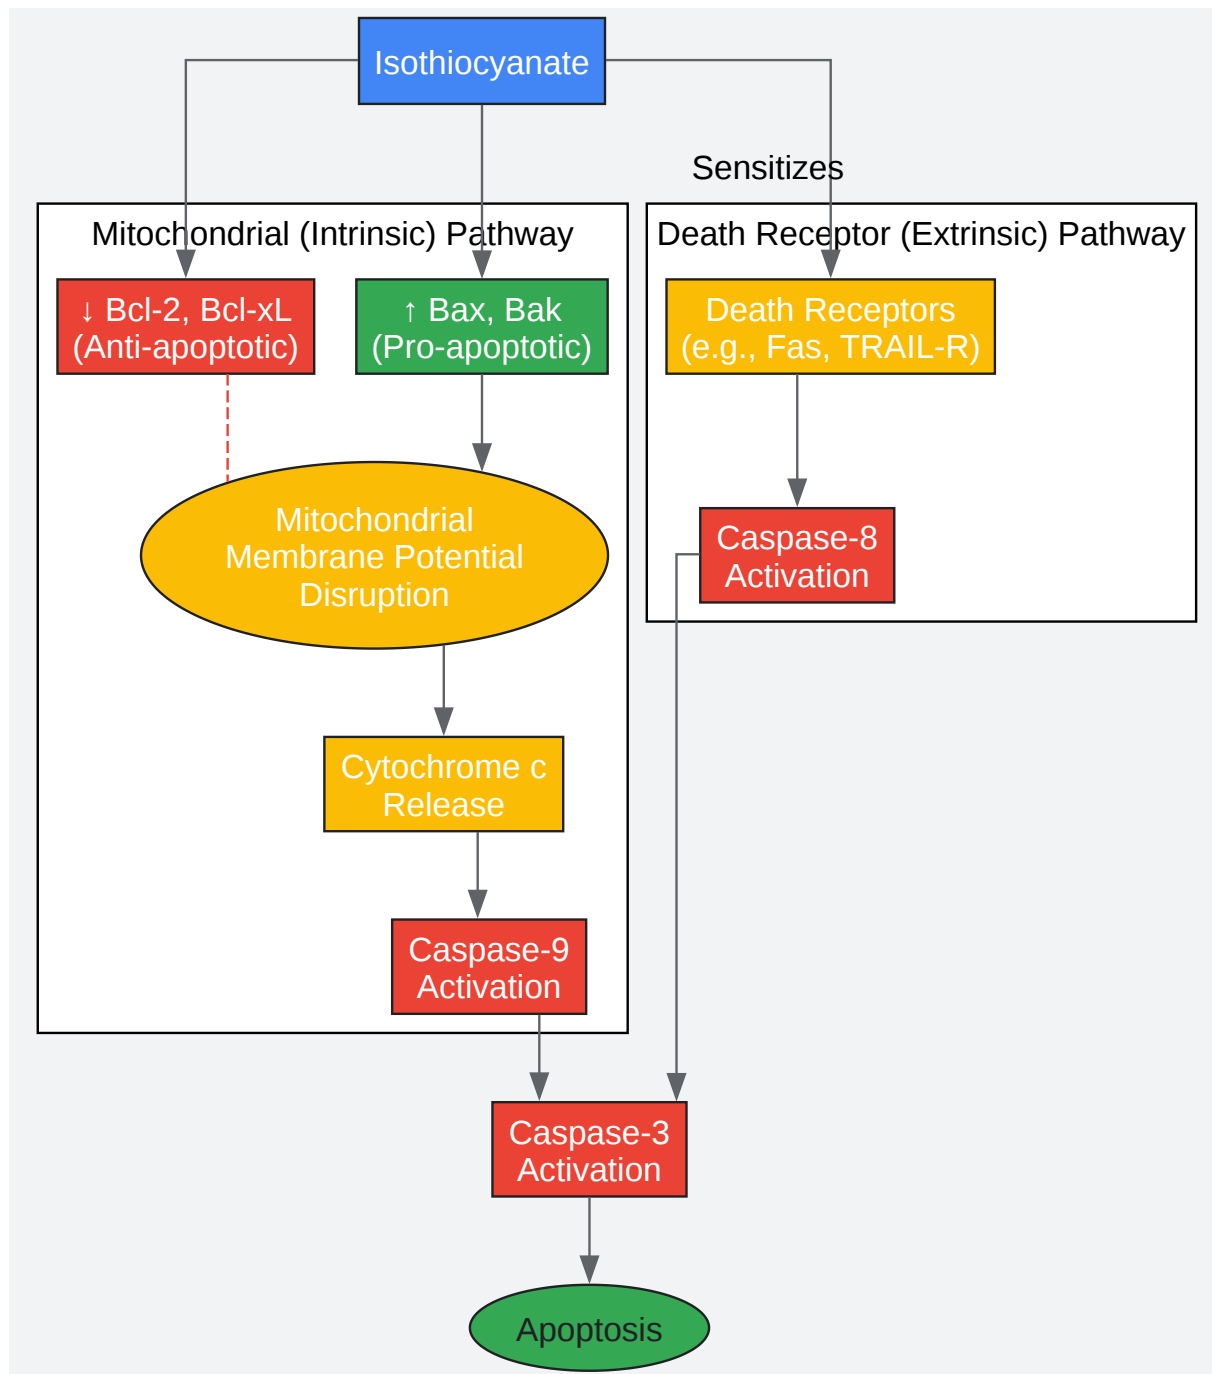 Isothiocyanate
Sensitizes
Mitochondrial (Intrinsic) Pathway
Death Receptor (Extrinsic) Pathway
↓ Bcl-2, Bcl-xL
(Anti-apoptotic)
↑ Bax, Bak
(Pro-apoptotic)
Death Receptors
(e.g., Fas, TRAIL-R)
Mitochondrial
Membrane Potential
Disruption
Caspase-8
Activation
Cytochrome c
Release
Caspase-9
Activation
Caspase-3
Activation
Apoptosis